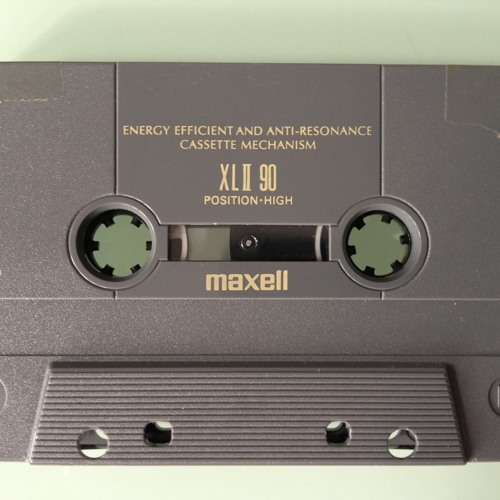 ENERGY EFFICIENT AND ANTI-RESONANCE
CASSETTE MECHANISM
XLⅡ 90
POSITION·HIGH
maxell